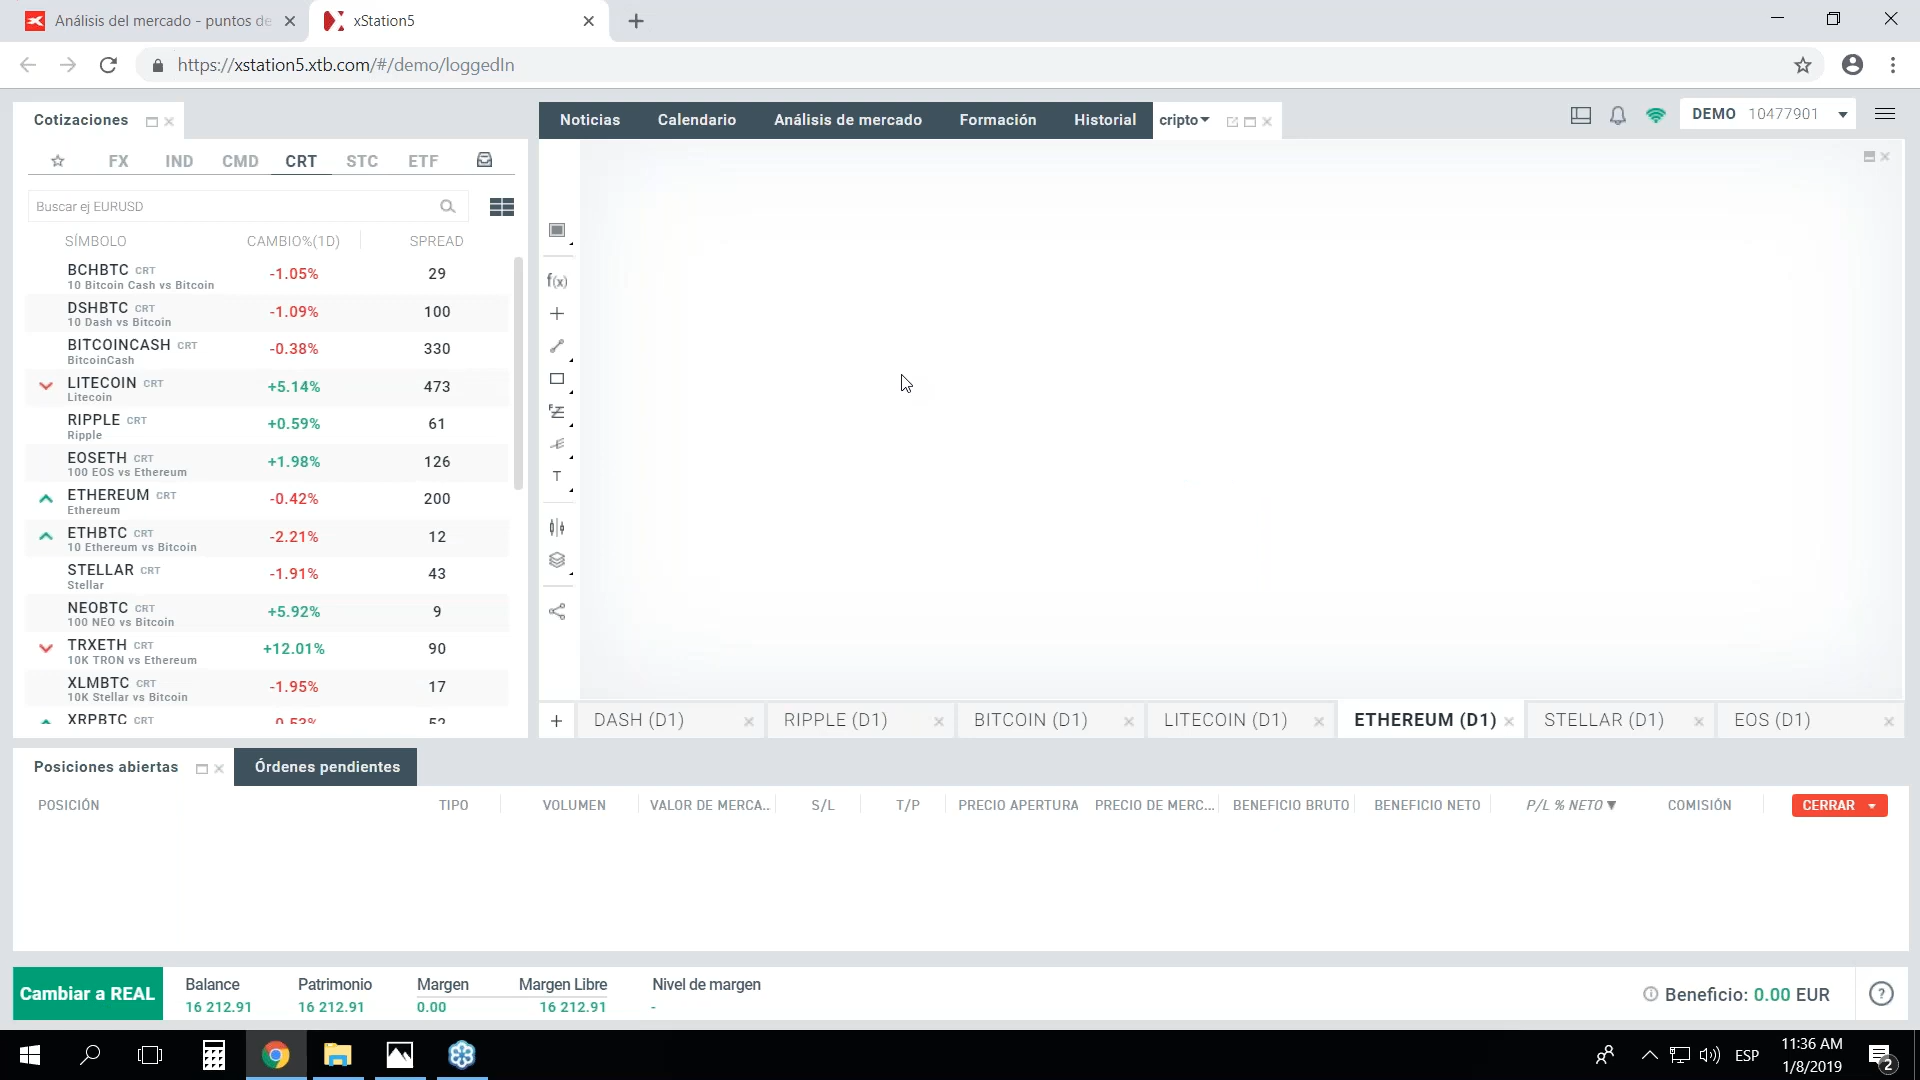 Análisis del mercado - puntos de
xStation5
https://xstation5.xtb.com/#/demo/loggedIn
Cotizaciones
Noticias Calendario Análisis de mercado Formación Historial cripto
DEMO 10477901
FX IND CMD CRT STC ETF
Buscar ej EURUSD
SÍMBOLO CAMBIO%(1D) SPREAD
BCHBTC CRT -1.05% 29
10 Bitcoin Cash vs Bitcoin
DSHBTC CRT -1.09% 100
10 Dash vs Bitcoin
BITCOINCASH CRT -0.38% 330
BitcoinCash
LITECOIN CRT +5.14% 473
Litecoin
RIPPLE CRT +0.59% 61
Ripple
EOSETH CRT +1.98% 126
100 EOS vs Ethereum
ETHEREUM CRT -0.42% 200
Ethereum
ETHBTC CRT -2.21% 12
10 Ethereum vs Bitcoin
STELLAR CRT -1.91% 43
Stellar
NEOBTC CRT +5.92% 9
100 NEO vs Bitcoin
TRXETH CRT +12.01% 90
10K TRON vs Ethereum
XLMBTC CRT -1.95% 17
10K Stellar vs Bitcoin
XRPBTC CRT -0.53% 52
f(x)
T
DASH (D1) RIPPLE (D1) BITCOIN (D1) LITECOIN (D1) ETHEREUM (D1) STELLAR (D1) EOS (D1)
Posiciones abiertas Órdenes pendientes
POSICIÓN TIPO VOLUMEN VALOR DE MERCA.. S/L T/P PRECIO APERTURA PRECIO DE MERC... BENEFICIO BRUTO BENEFICIO NETO P/L % NETO ▼ COMISIÓN CERRAR
Cambiar a REAL
Balance Patrimonio Margen Margen Libre Nivel de margen
16 212.91 16 212.91 0.00 16 212.91 -
Beneficio: 0.00 EUR
?
ESP
11:36 AM
1/8/2019
2